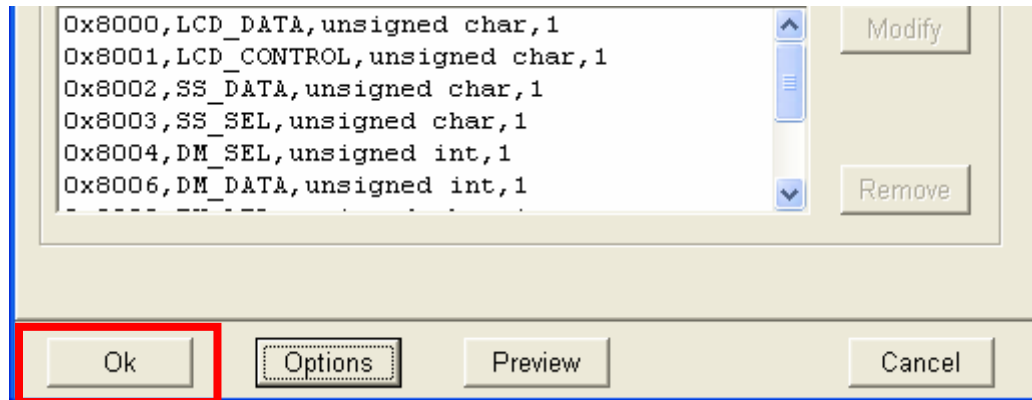 0x8000,LCD_DATA,unsigned char,1
Modify
0x8001,LCD_CONTROL,unsigned char,1
0x8002,SS_DATA,unsigned char,1
0x8003,SS_SEL,unsigned char,1
0x8004,DM_SEL,unsigned int,1
0x8006,DM_DATA,unsigned int,1
Remove
Ok
Options
Preview
Cancel